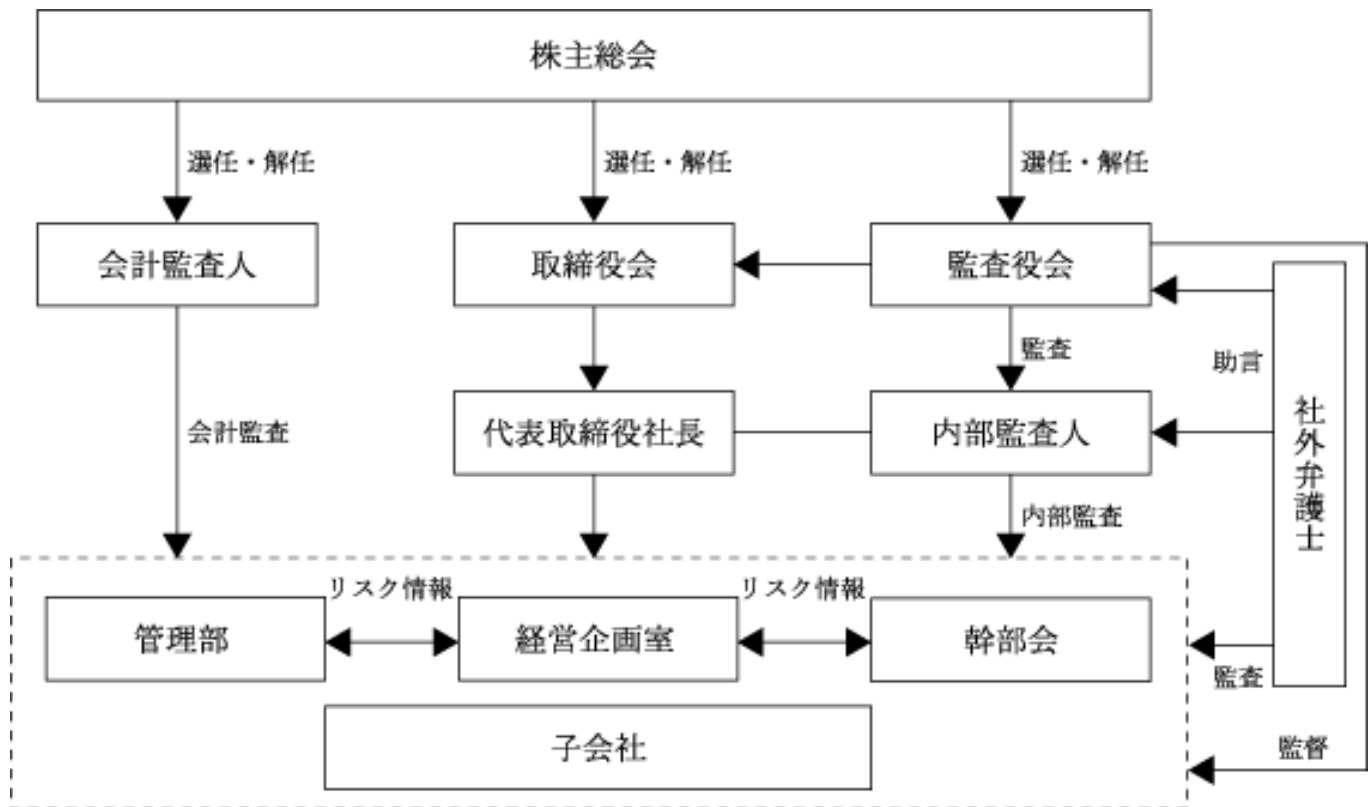 株主総会
選任・解任
選任・解任
選任・解任
会計監査人
取締役会
監査役会
監査
助言
社外弁護士
会計監査
代表取締役社長
内部監査人
内部監査
リスク情報
リスク情報
管理部
経営企画室
幹部会
監査
子会社
監督